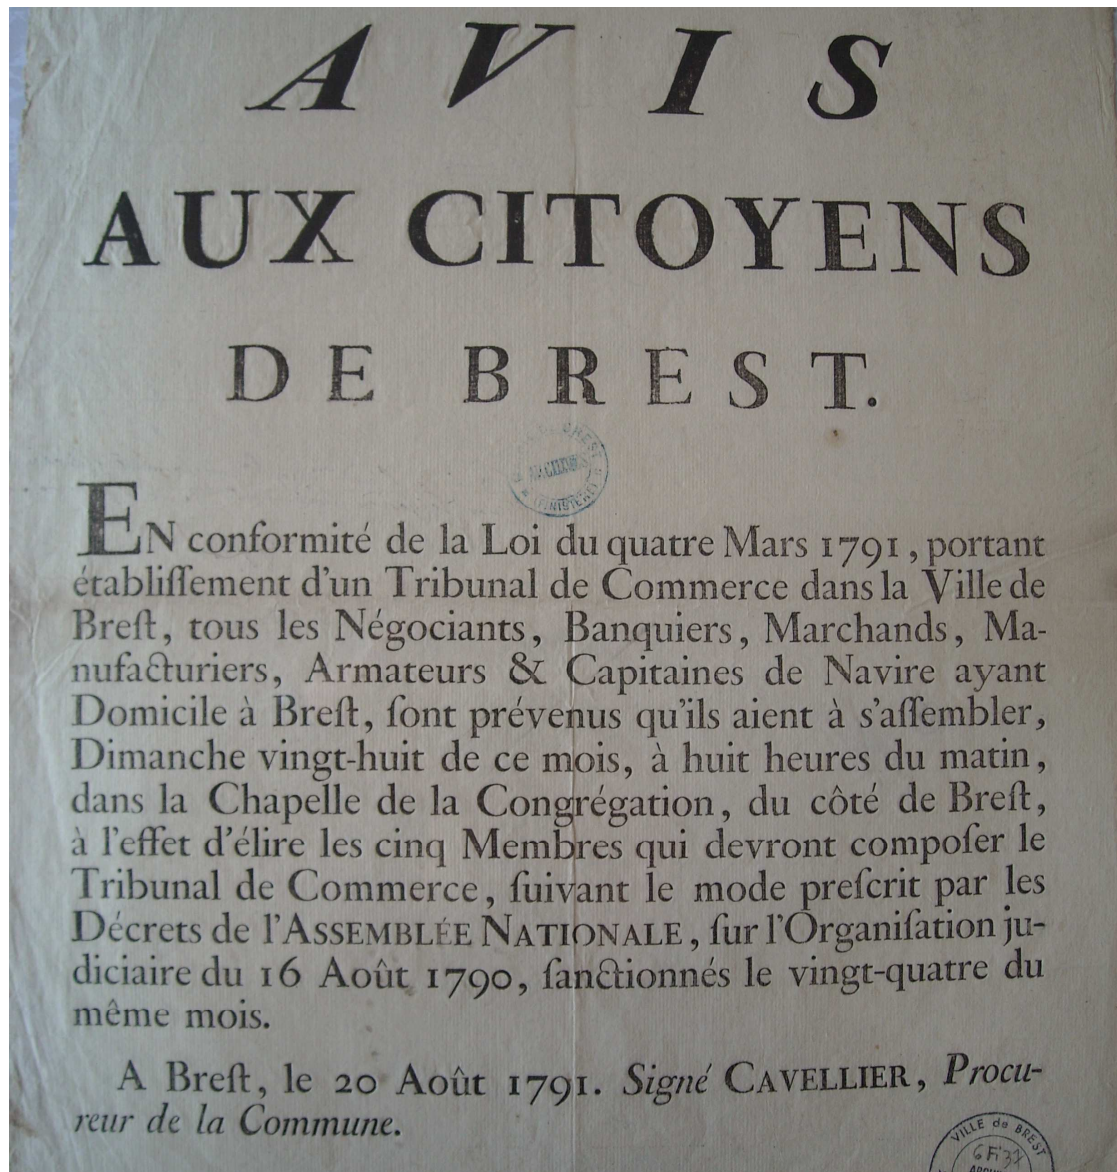 AVIS
AUX CITOYENS
DE BREST.
EN conformité de la Loi du quatre Mars 1791, portant
établiſſement d'un Tribunal de Commerce dans la Ville de
Breſt, tous les Négociants, Banquiers, Marchands, Ma-
nufacturiers, Armateurs & Capitaines de Navire ayant
Domicile à Breſt, ſont prévenus qu'ils aient à s'aſſembler,
Dimanche vingt-huit de ce mois, à huit heures du matin,
dans la Chapelle de la Congrégation, du côté de Breſt,
à l'effet d'élire les cinq Membres qui devront compoſer le
Tribunal de Commerce, ſuivant le mode preſcrit par les
Décrets de l'ASSEMBLÉE NATIONALE, ſur l'Organiſation ju-
diciaire du 16 Août 1790, ſanctionnés le vingt-quatre du
même mois.
A Breſt, le 20 Août 1791. Signé CAVELLIER, Procu-
reur de la Commune.
VILLE de BREST
6Fi37